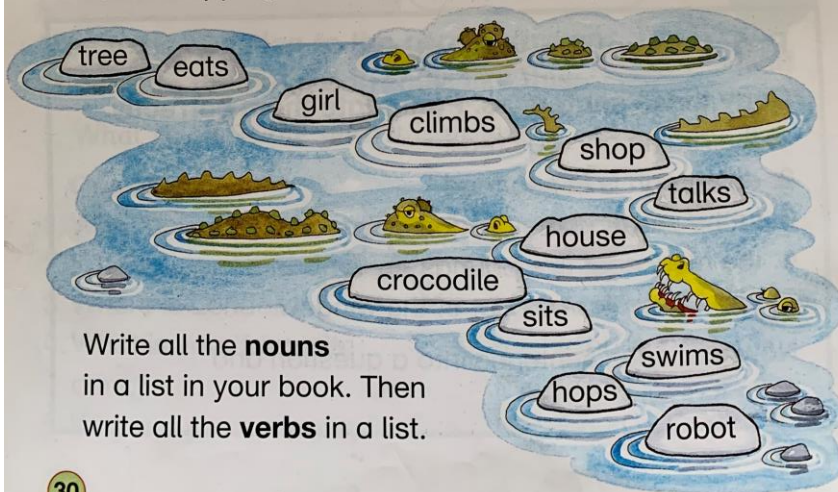 tree
eats
girl
climbs
shop
talks
house
crocodile
sits
swims
hops
robot
Write all the nouns
in a list in your book. Then
write all the verbs in a list.
30